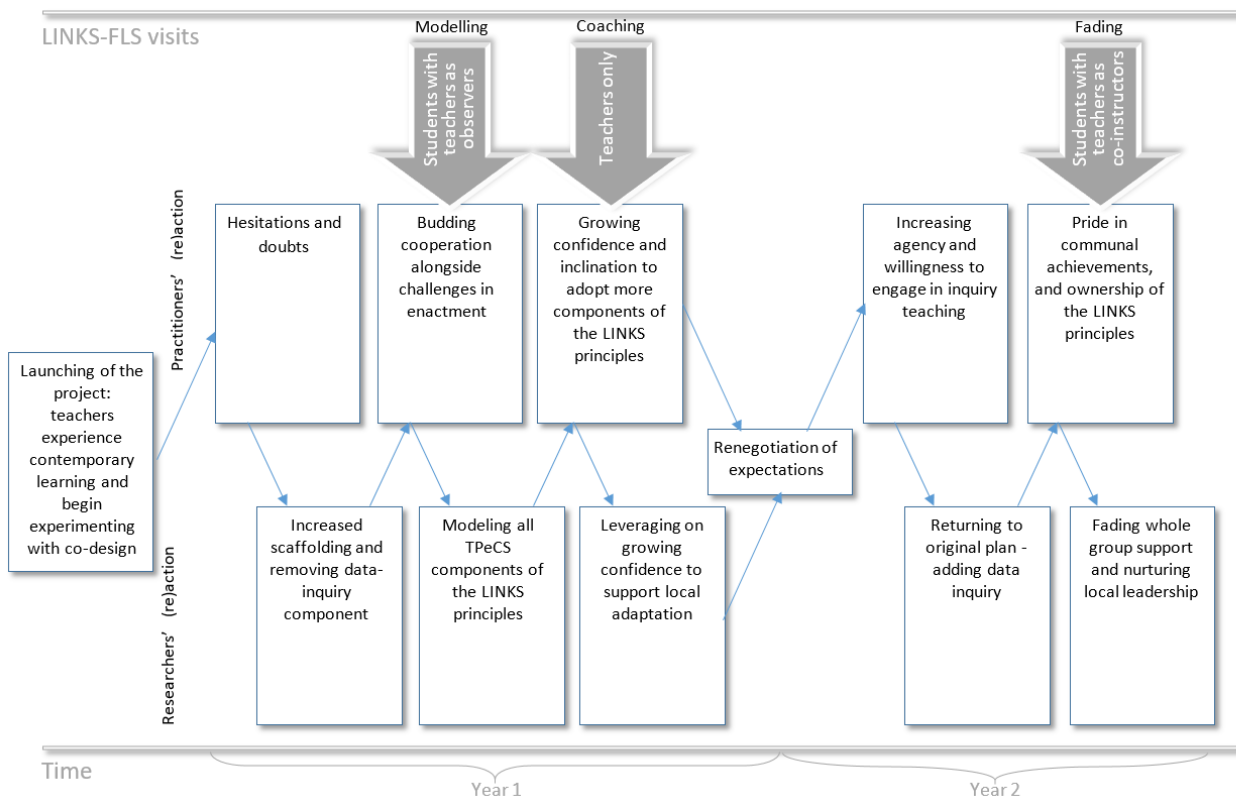 LINKS-FLS visits
Modelling
Coaching
Fading
Students with
teachers as
observers
Teachers only
Students with
teachers as
co-instructors
Practitioners' (re)action
Hesitations and
doubts
Budding
cooperation
alongside
challenges in
enactment
Growing
confidence and
inclination to
adopt more
components of
the LINKS
principles
Increasing
agency and
willingness to
engage in inquiry
teaching
Pride in
communal
achievements,
and ownership of
the LINKS
principles
Launching of the
project:
teachers
experience
contemporary
learning and
begin
experimenting
with co-design
Renegotiation of
expectations
Researchers' (re)action
Increased
scaffolding and
removing data-
inquiry
component
Modeling all
TPeCS
components of
the LINKS
principles
Leveraging on
growing
confidence to
support local
adaptation
Returning to
original plan -
adding data
inquiry
Fading whole
group support
and nurturing
local leadership
Time
Year 1
Year 2